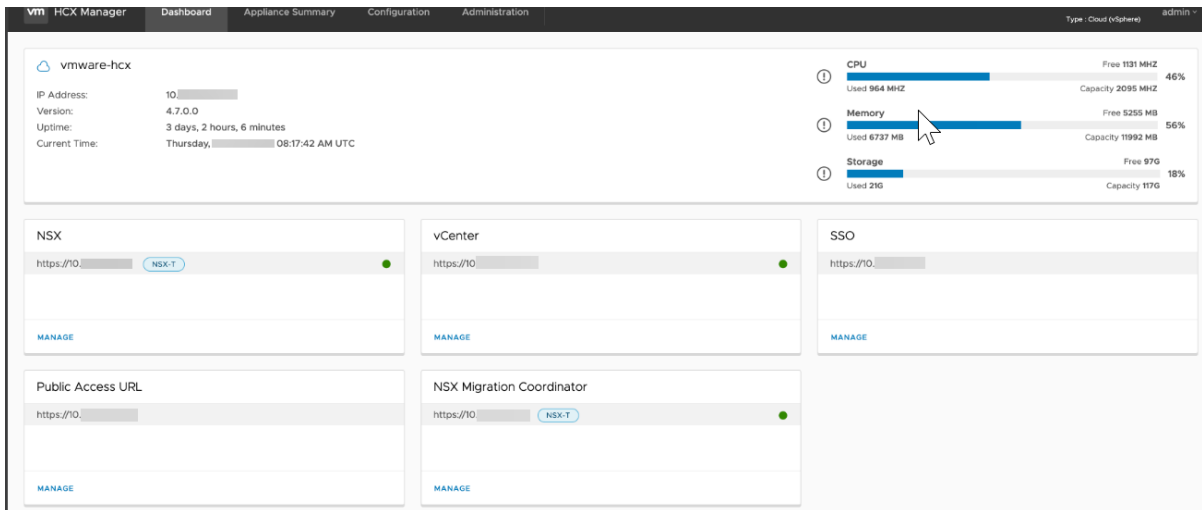 vm HCX Manager Dashboard Appliance Summary Configuration Administration
Type : Cloud (vSphere) admin
vmware-hcx
IP Address: 10.
Version: 4.7.0.0
Uptime: 3 days, 2 hours, 6 minutes
Current Time: Thursday, 08:17:42 AM UTC
CPU Free 1131 MHZ
46%
Used 964 MHZ Capacity 2095 MHZ
Memory Free 5255 MB
56%
Used 6737 MB Capacity 11992 MB
Storage Free 97G
18%
Used 21G Capacity 117G
NSX
https://10. NSX-T
MANAGE
vCenter
https://10
MANAGE
SSO
https://10.
MANAGE
Public Access URL
https://10.
MANAGE
NSX Migration Coordinator
https://10. NSX-T
MANAGE